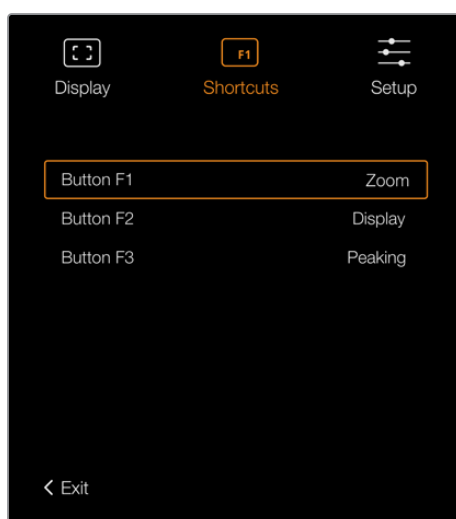 F1
Display Shortcuts Setup
Button F1 Zoom
Button F2 Display
Button F3 Peaking
Exit